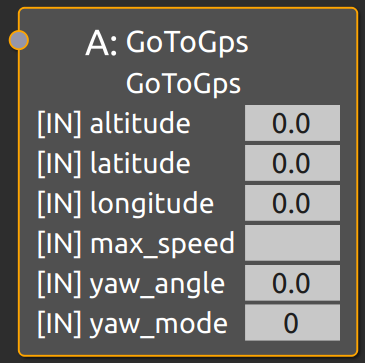 A: GoToGps
GoToGps
[IN] altitude 0.0
[IN] latitude 0.0
[IN] longitude 0.0
[IN] max_speed
[IN] yaw_angle 0.0
[IN] yaw_mode 0